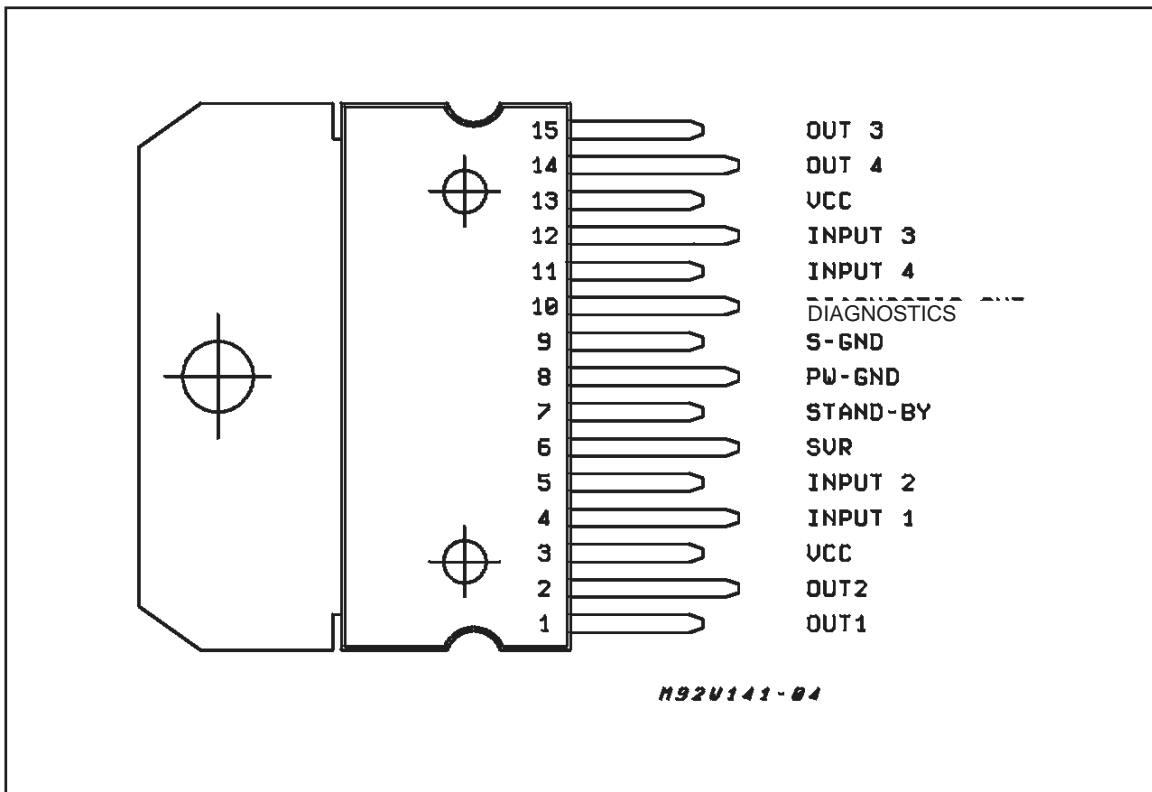 15 OUT 3
14 OUT 4
13 VCC
12 INPUT 3
11 INPUT 4
10 DIAGNOSTICS
9 S-GND
8 PW-GND
7 STAND-BY
6 SVR
5 INPUT 2
4 INPUT 1
3 VCC
2 OUT2
1 OUT1
M92V141-04